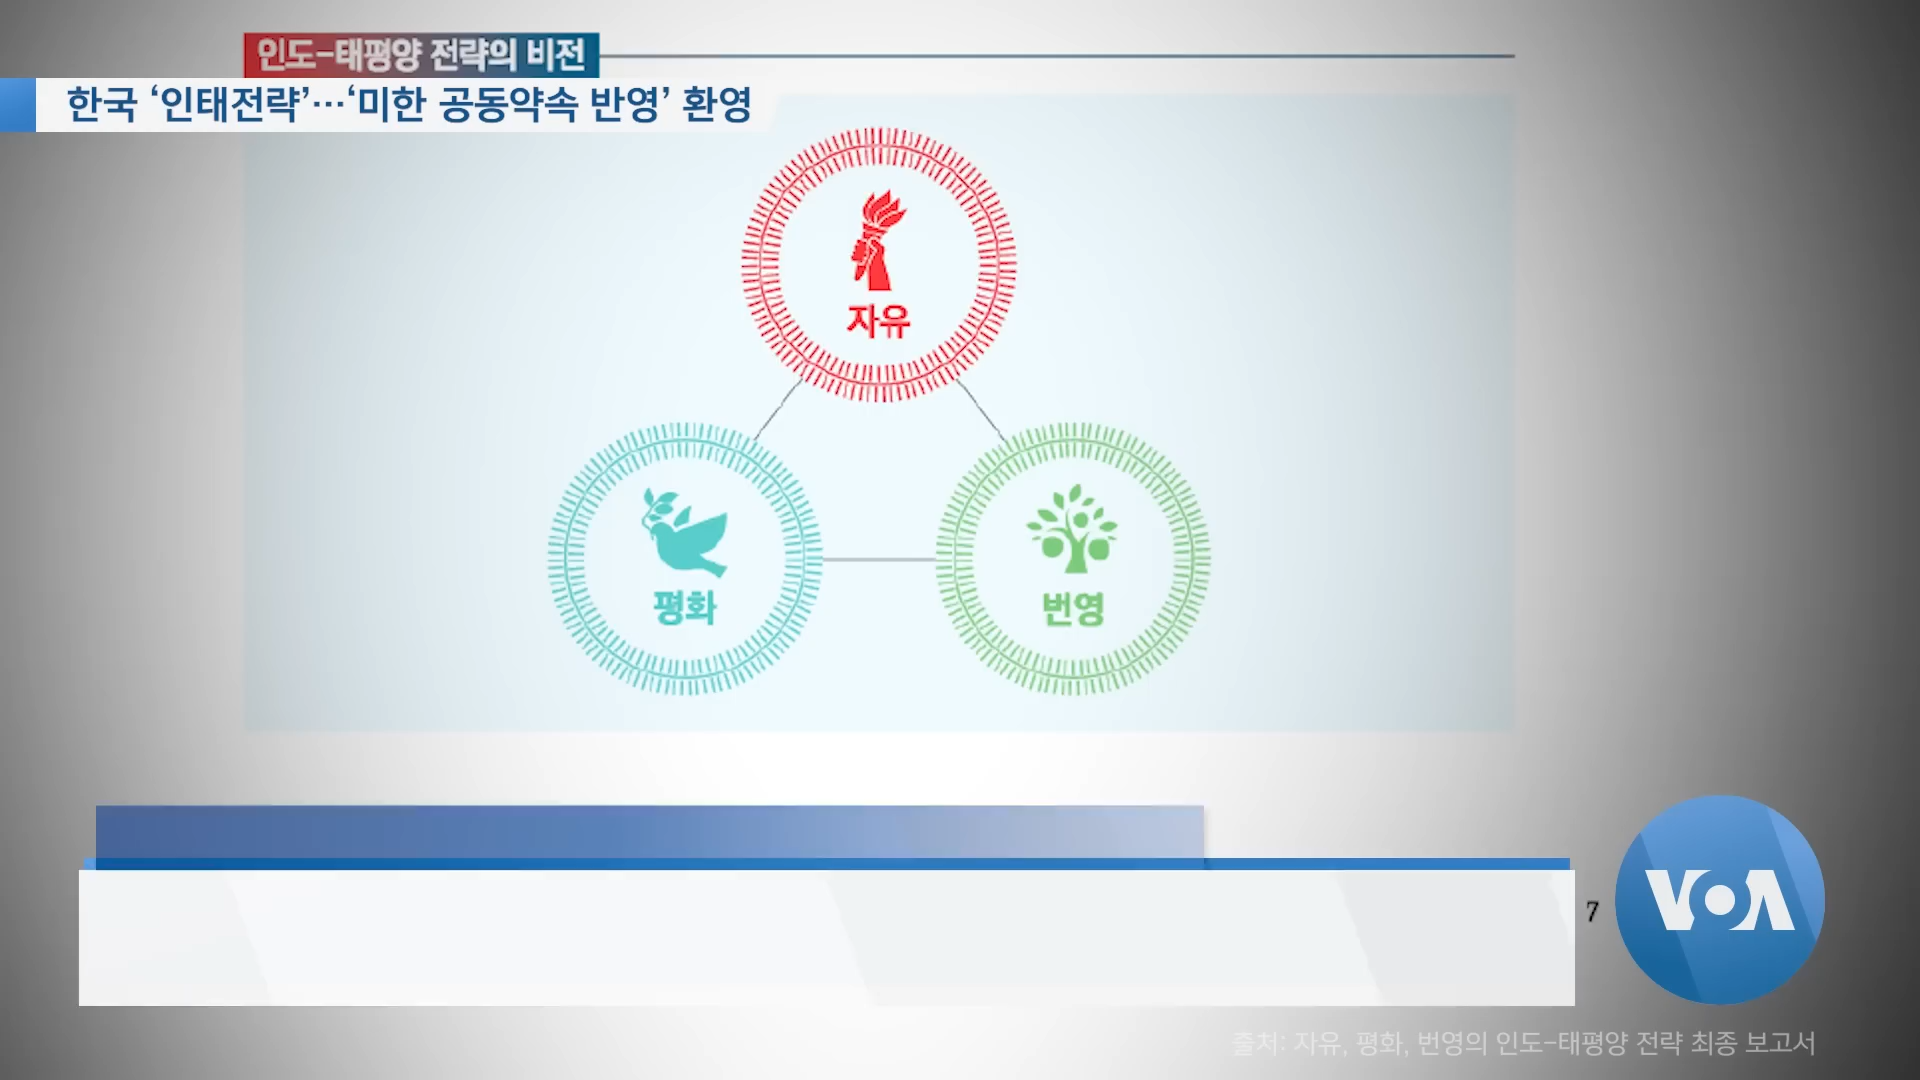 인도-태평양 전략의 비전
한국 ‘인태전략’…‘미한 공동약속 반영’ 환영
자유
평화
번영
7
VOA
출처: 자유, 평화, 번영의 인도-태평양 전략 최종 보고서